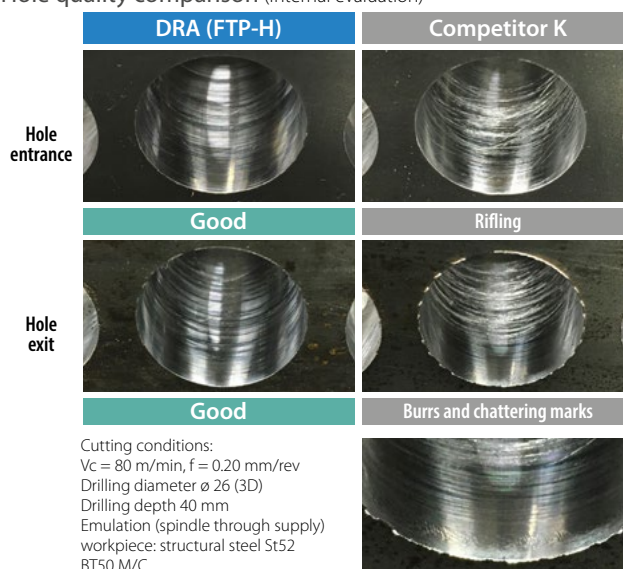 Hole quality comparison (internal evaluation)
DRA (FTP-H) Competitor K
Hole
entrance
Good Rifling
Hole
exit
Good Burrs and chattering marks
Cutting conditions:
Vc = 80 m/min, f = 0.20 mm/rev
Drilling diameter ø 26 (3D)
Drilling depth 40 mm
Emulation (spindle through supply)
workpiece: structural steel St52
BT50 M/C